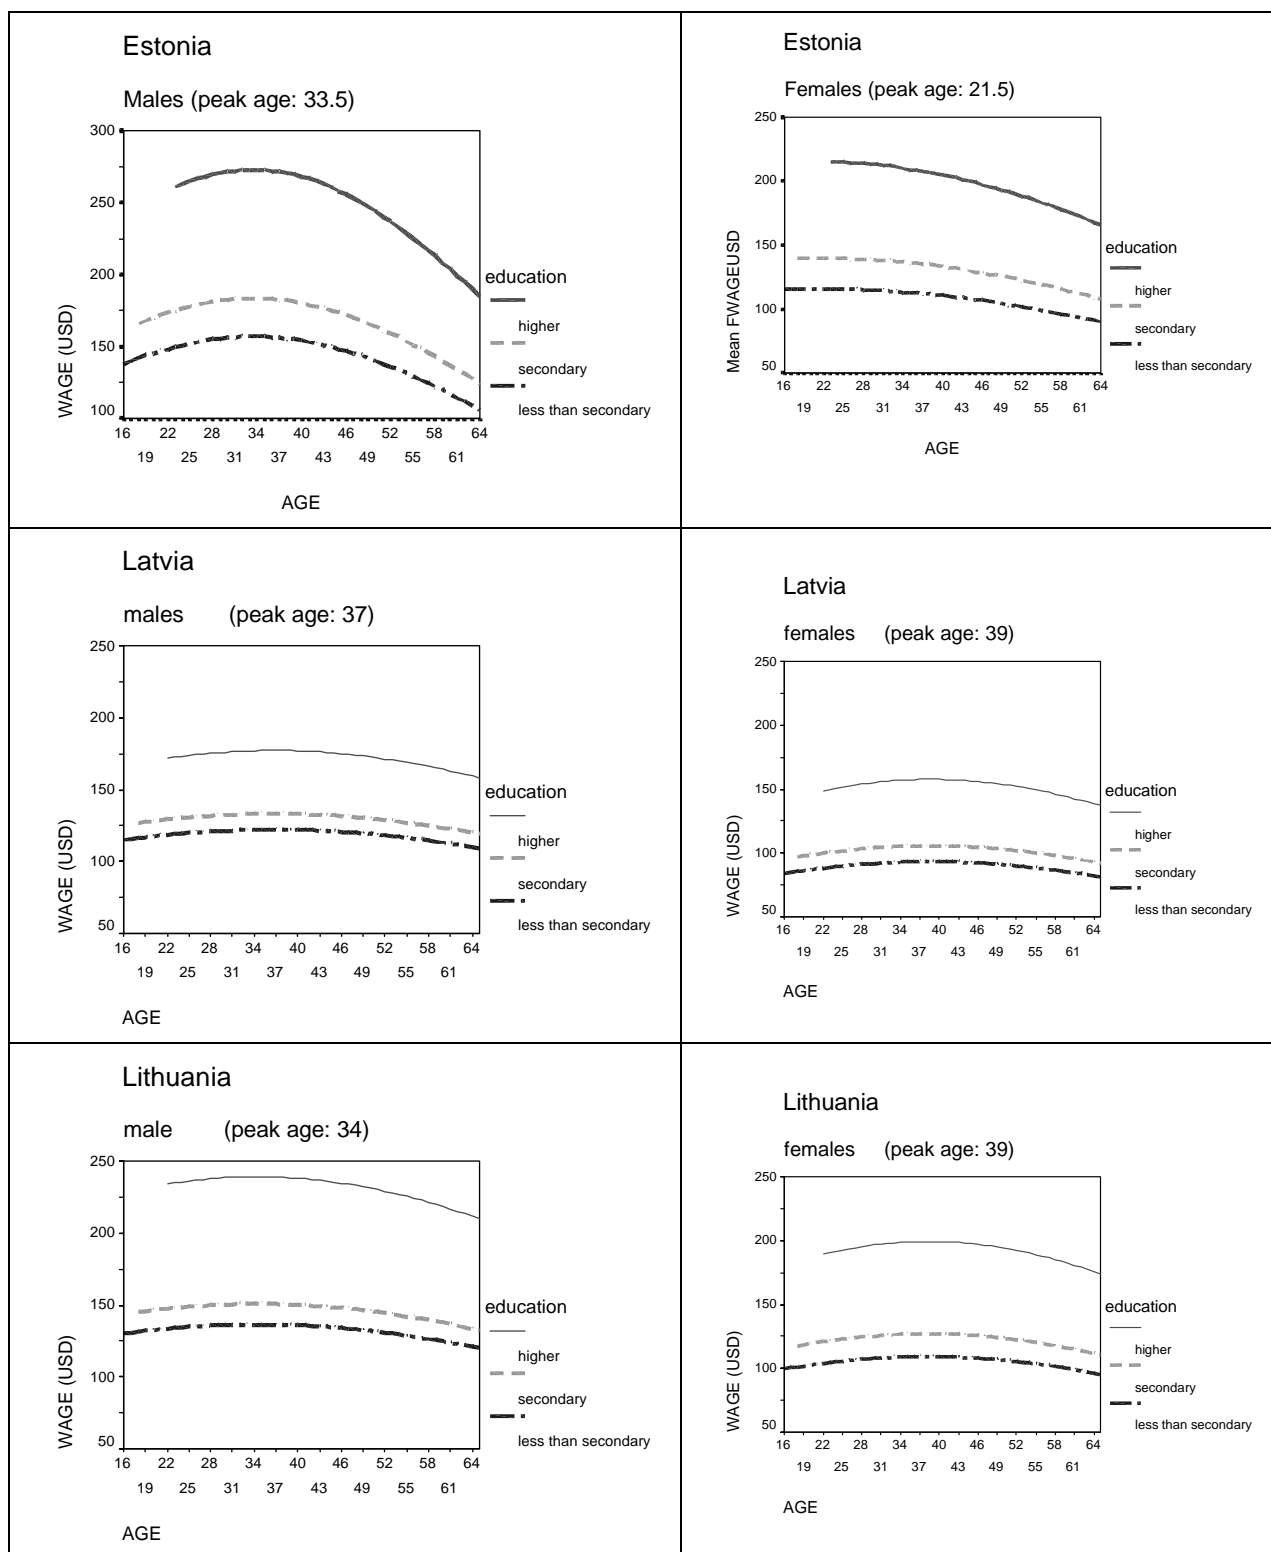 Estonia
Males (peak age: 33.5)
300
250
200
150
100
WAGE (USD)
16 22 28 34 40 46 52 58 64
19 25 31 37 43 49 55 61
AGE
education
higher
secondary
less than secondary
Estonia
Females (peak age: 21.5)
250
200
150
100
50
Mean FWAGEUSD
16 22 28 34 40 46 52 58 64
19 25 31 37 43 49 55 61
AGE
education
higher
secondary
less than secondary
Latvia
males (peak age: 37)
250
200
150
100
50
WAGE (USD)
16 22 28 34 40 46 52 58 64
19 25 31 37 43 49 55 61
AGE
education
higher
secondary
less than secondary
Latvia
females (peak age: 39)
250
200
150
100
50
WAGE (USD)
16 22 28 34 40 46 52 58 64
19 25 31 37 43 49 55 61
AGE
education
higher
secondary
less than secondary
Lithuania
male (peak age: 34)
250
200
150
100
50
WAGE (USD)
16 22 28 34 40 46 52 58 64
19 25 31 37 43 49 55 61
AGE
education
higher
secondary
less than secondary
Lithuania
females (peak age: 39)
250
200
150
100
50
WAGE (USD)
16 22 28 34 40 46 52 58 64
19 25 31 37 43 49 55 61
AGE
education
higher
secondary
less than secondary